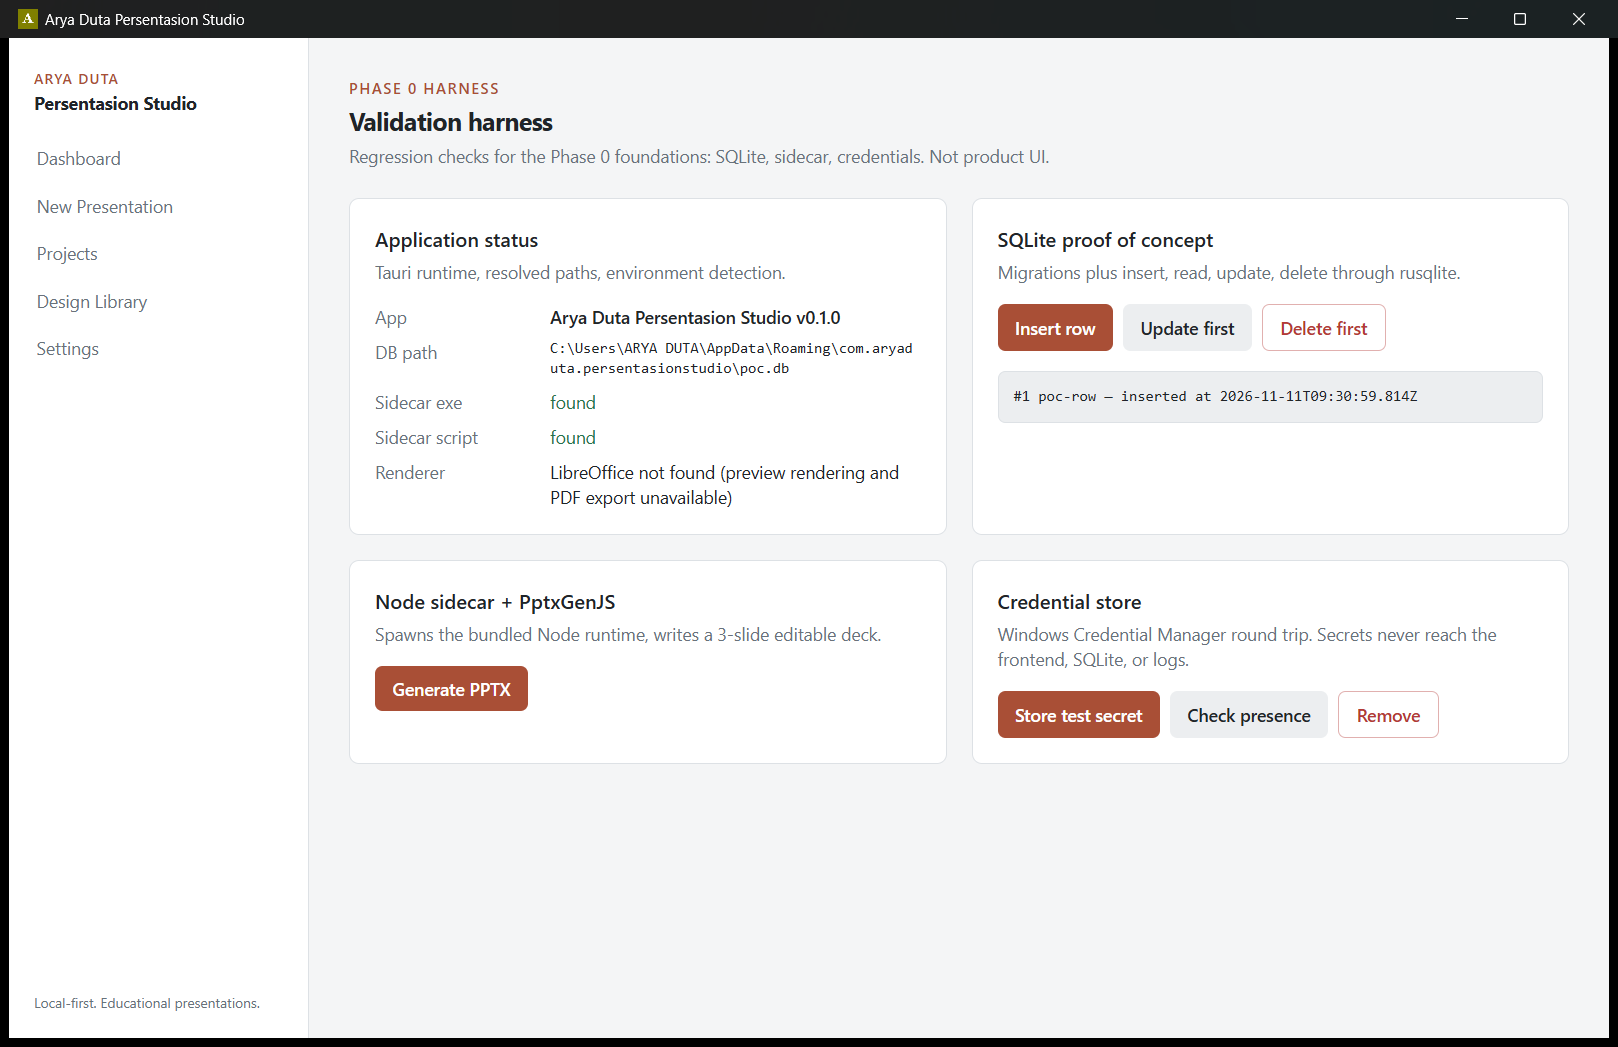 A Arya Duta Persentasion Studio
ARYA DUTA
Persentasion Studio
Dashboard
New Presentation
Projects
Design Library
Settings
Local-first. Educational presentations.
PHASE 0 HARNESS
Validation harness
Regression checks for the Phase 0 foundations: SQLite, sidecar, credentials. Not product UI.
Application status
Tauri runtime, resolved paths, environment detection.
App Arya Duta Persentasion Studio v0.1.0
DB path C:\Users\ARYA DUTA\AppData\Roaming\com.aryad
uta.persentasionstudio\poc.db
Sidecar exe found
Sidecar script found
Renderer LibreOffice not found (preview rendering and
PDF export unavailable)
SQLite proof of concept
Migrations plus insert, read, update, delete through rusqlite.
Insert row Update first Delete first
#1 poc-row — inserted at 2026-11-11T09:30:59.814Z
Node sidecar + PptxGenJS
Spawns the bundled Node runtime, writes a 3-slide editable deck.
Generate PPTX
Credential store
Windows Credential Manager round trip. Secrets never reach the
frontend, SQLite, or logs.
Store test secret Check presence Remove